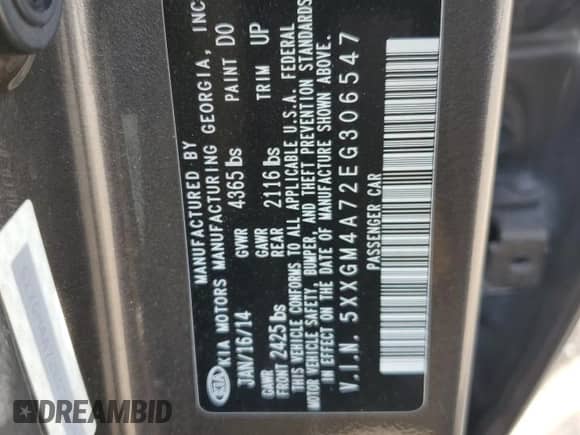 MANUFACTURED BY
KIA KIA MOTORS MANUFACTURING GEORGIA, INC
JAN/16/14 GVWR 4365 lbs PAINT DO
GAWR FRONT 2425 lbs GAWR REAR 2116 lbs TRIM UP
THIS VEHICLE CONFORMS TO ALL APPLICABLE U.S.A. FEDERAL
MOTOR VEHICLE SAFETY, BUMPER, AND THEFT PREVENTION STANDARDS
IN EFFECT ON THE DATE OF MANUFACTURE SHOWN ABOVE.
V.I.N. 5XXGM4A72EG306547
PASSENGER CAR
DREAMBID